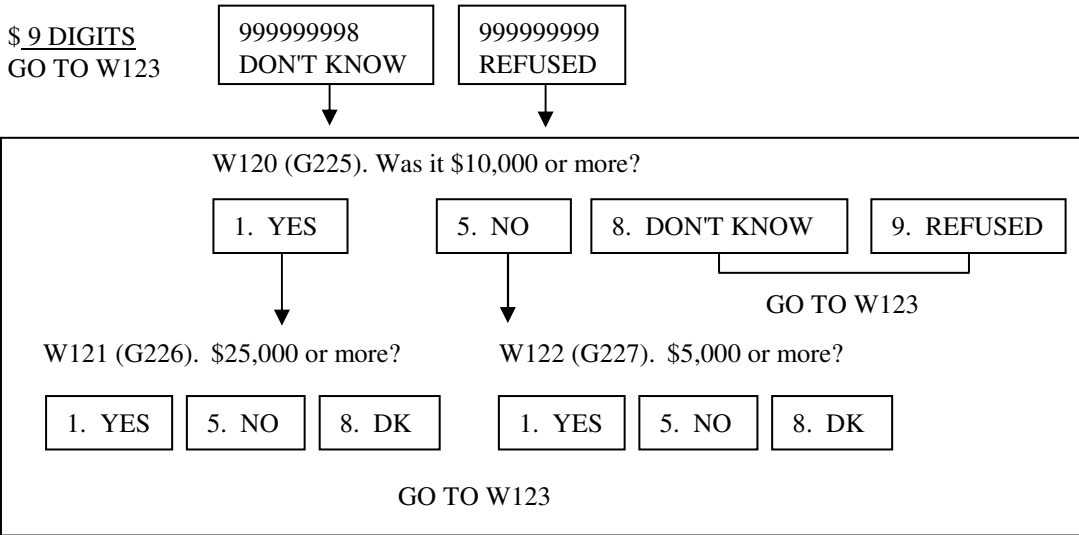 $ 9 DIGITS
GO TO W123
999999998
DON'T KNOW
999999999
REFUSED
W120 (G225). Was it $10,000 or more?
1. YES
5. NO
8. DON'T KNOW
9. REFUSED
GO TO W123
W121 (G226). $25,000 or more?
W122 (G227). $5,000 or more?
1. YES
5. NO
8. DK
1. YES
5. NO
8. DK
GO TO W123